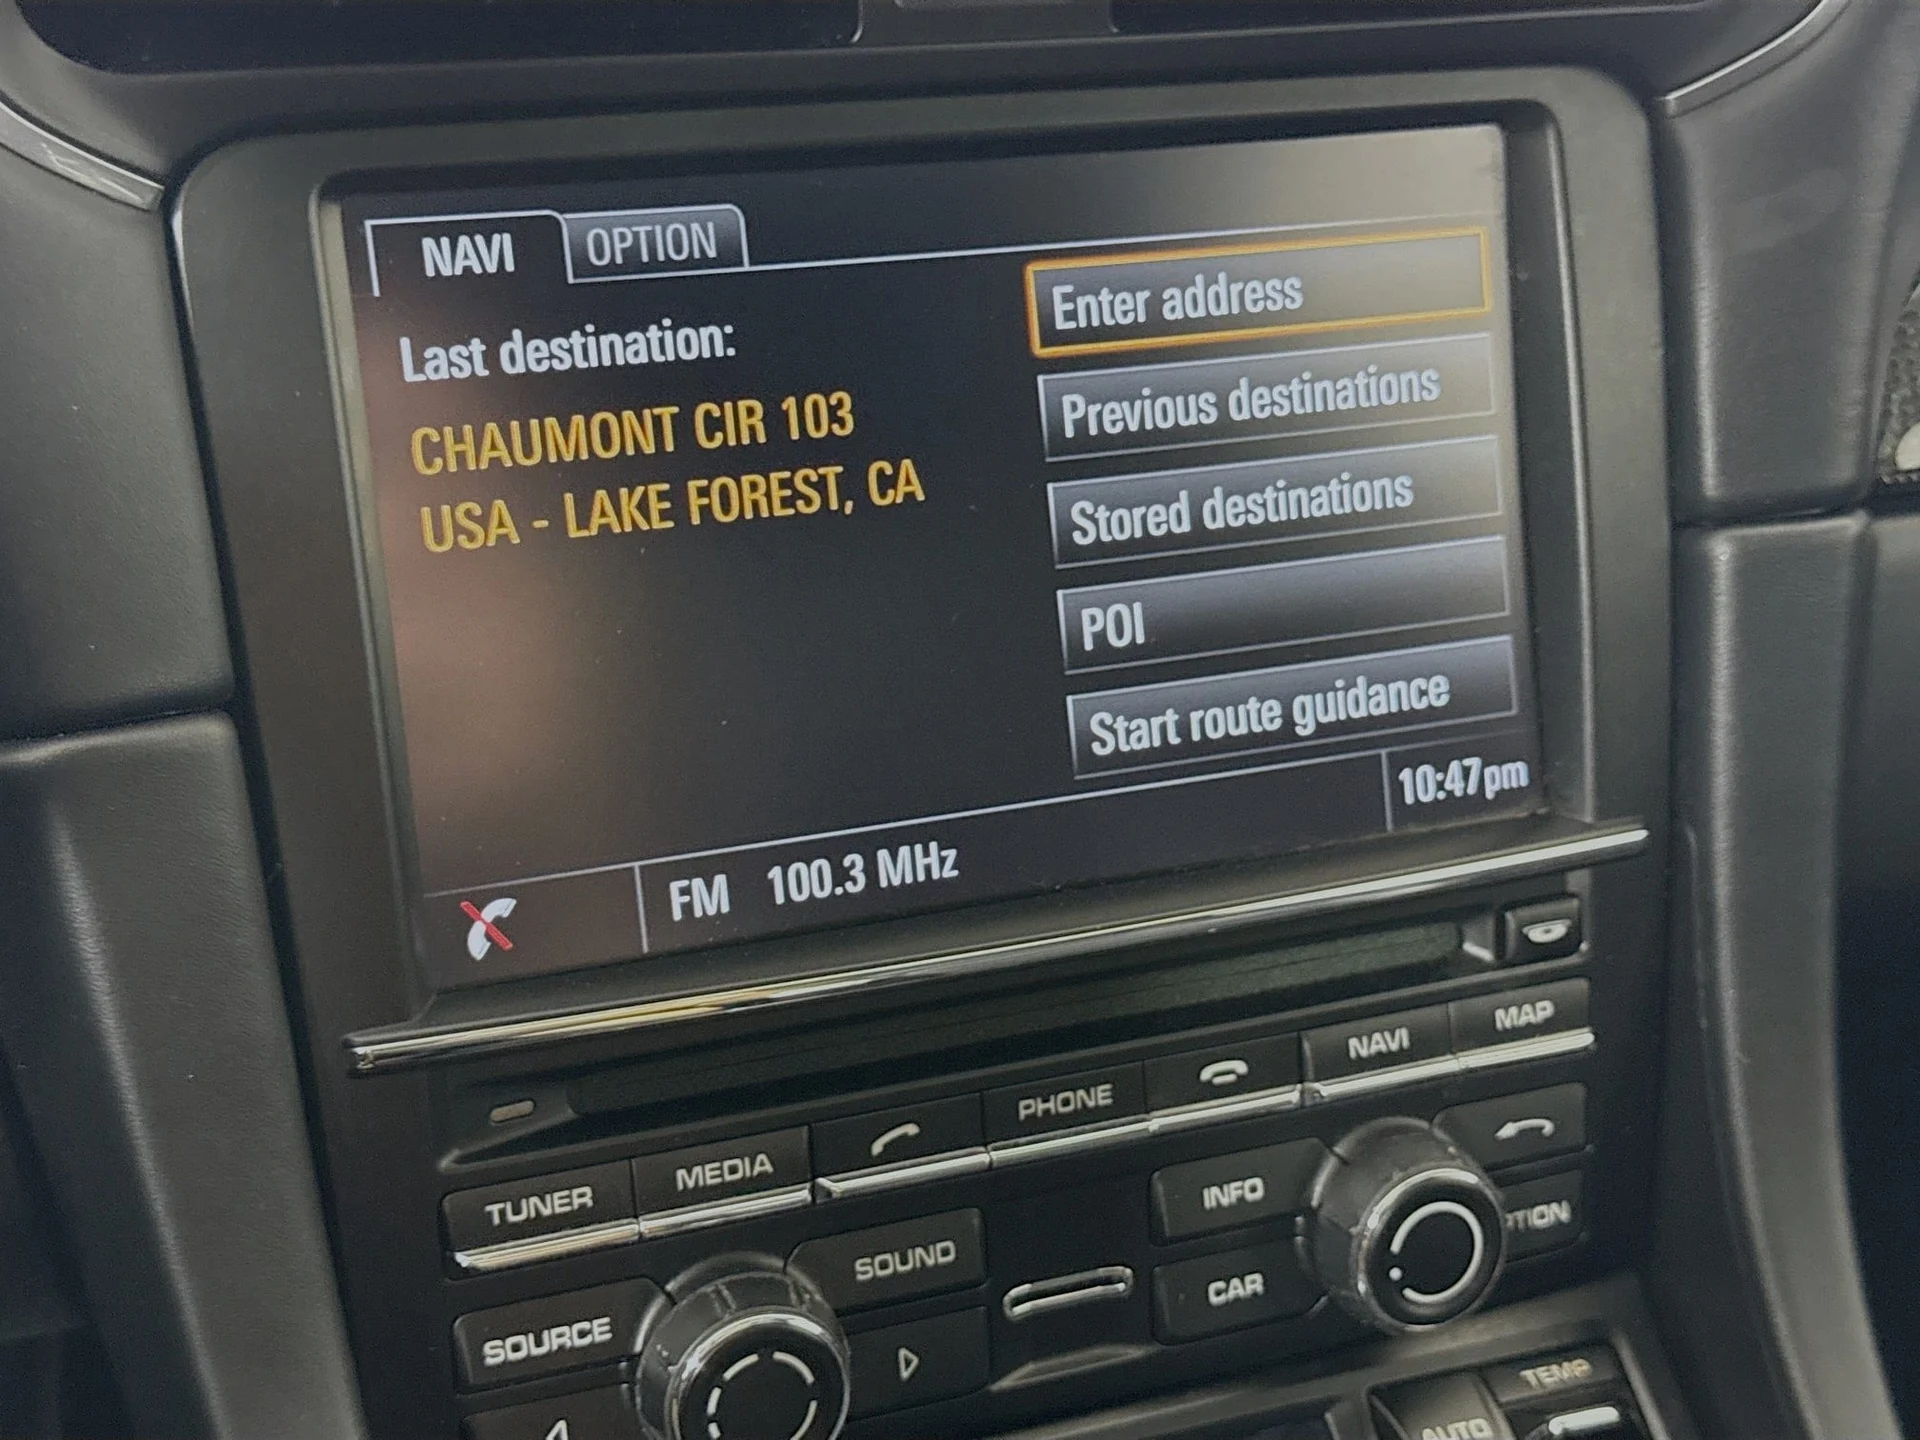 NAVI OPTION
Last destination:
CHAUMONT CIR 103
USA - LAKE FOREST, CA
Enter address
Previous destinations
Stored destinations
POI
Start route guidance
FM 100.3 MHz
10:47pm
TUNER MEDIA PHONE NAVI MAP
SOUND INFO
SOURCE CAR
TEMP
AUTO